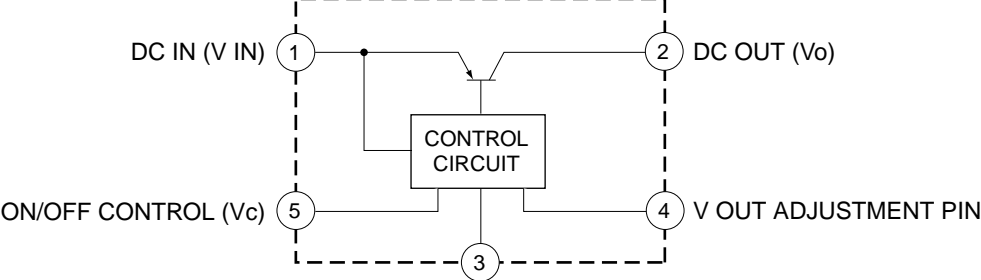 DC IN (V IN) 1
2 DC OUT (Vo)
CONTROL
CIRCUIT
ON/OFF CONTROL (Vc) 5
4 V OUT ADJUSTMENT PIN
3